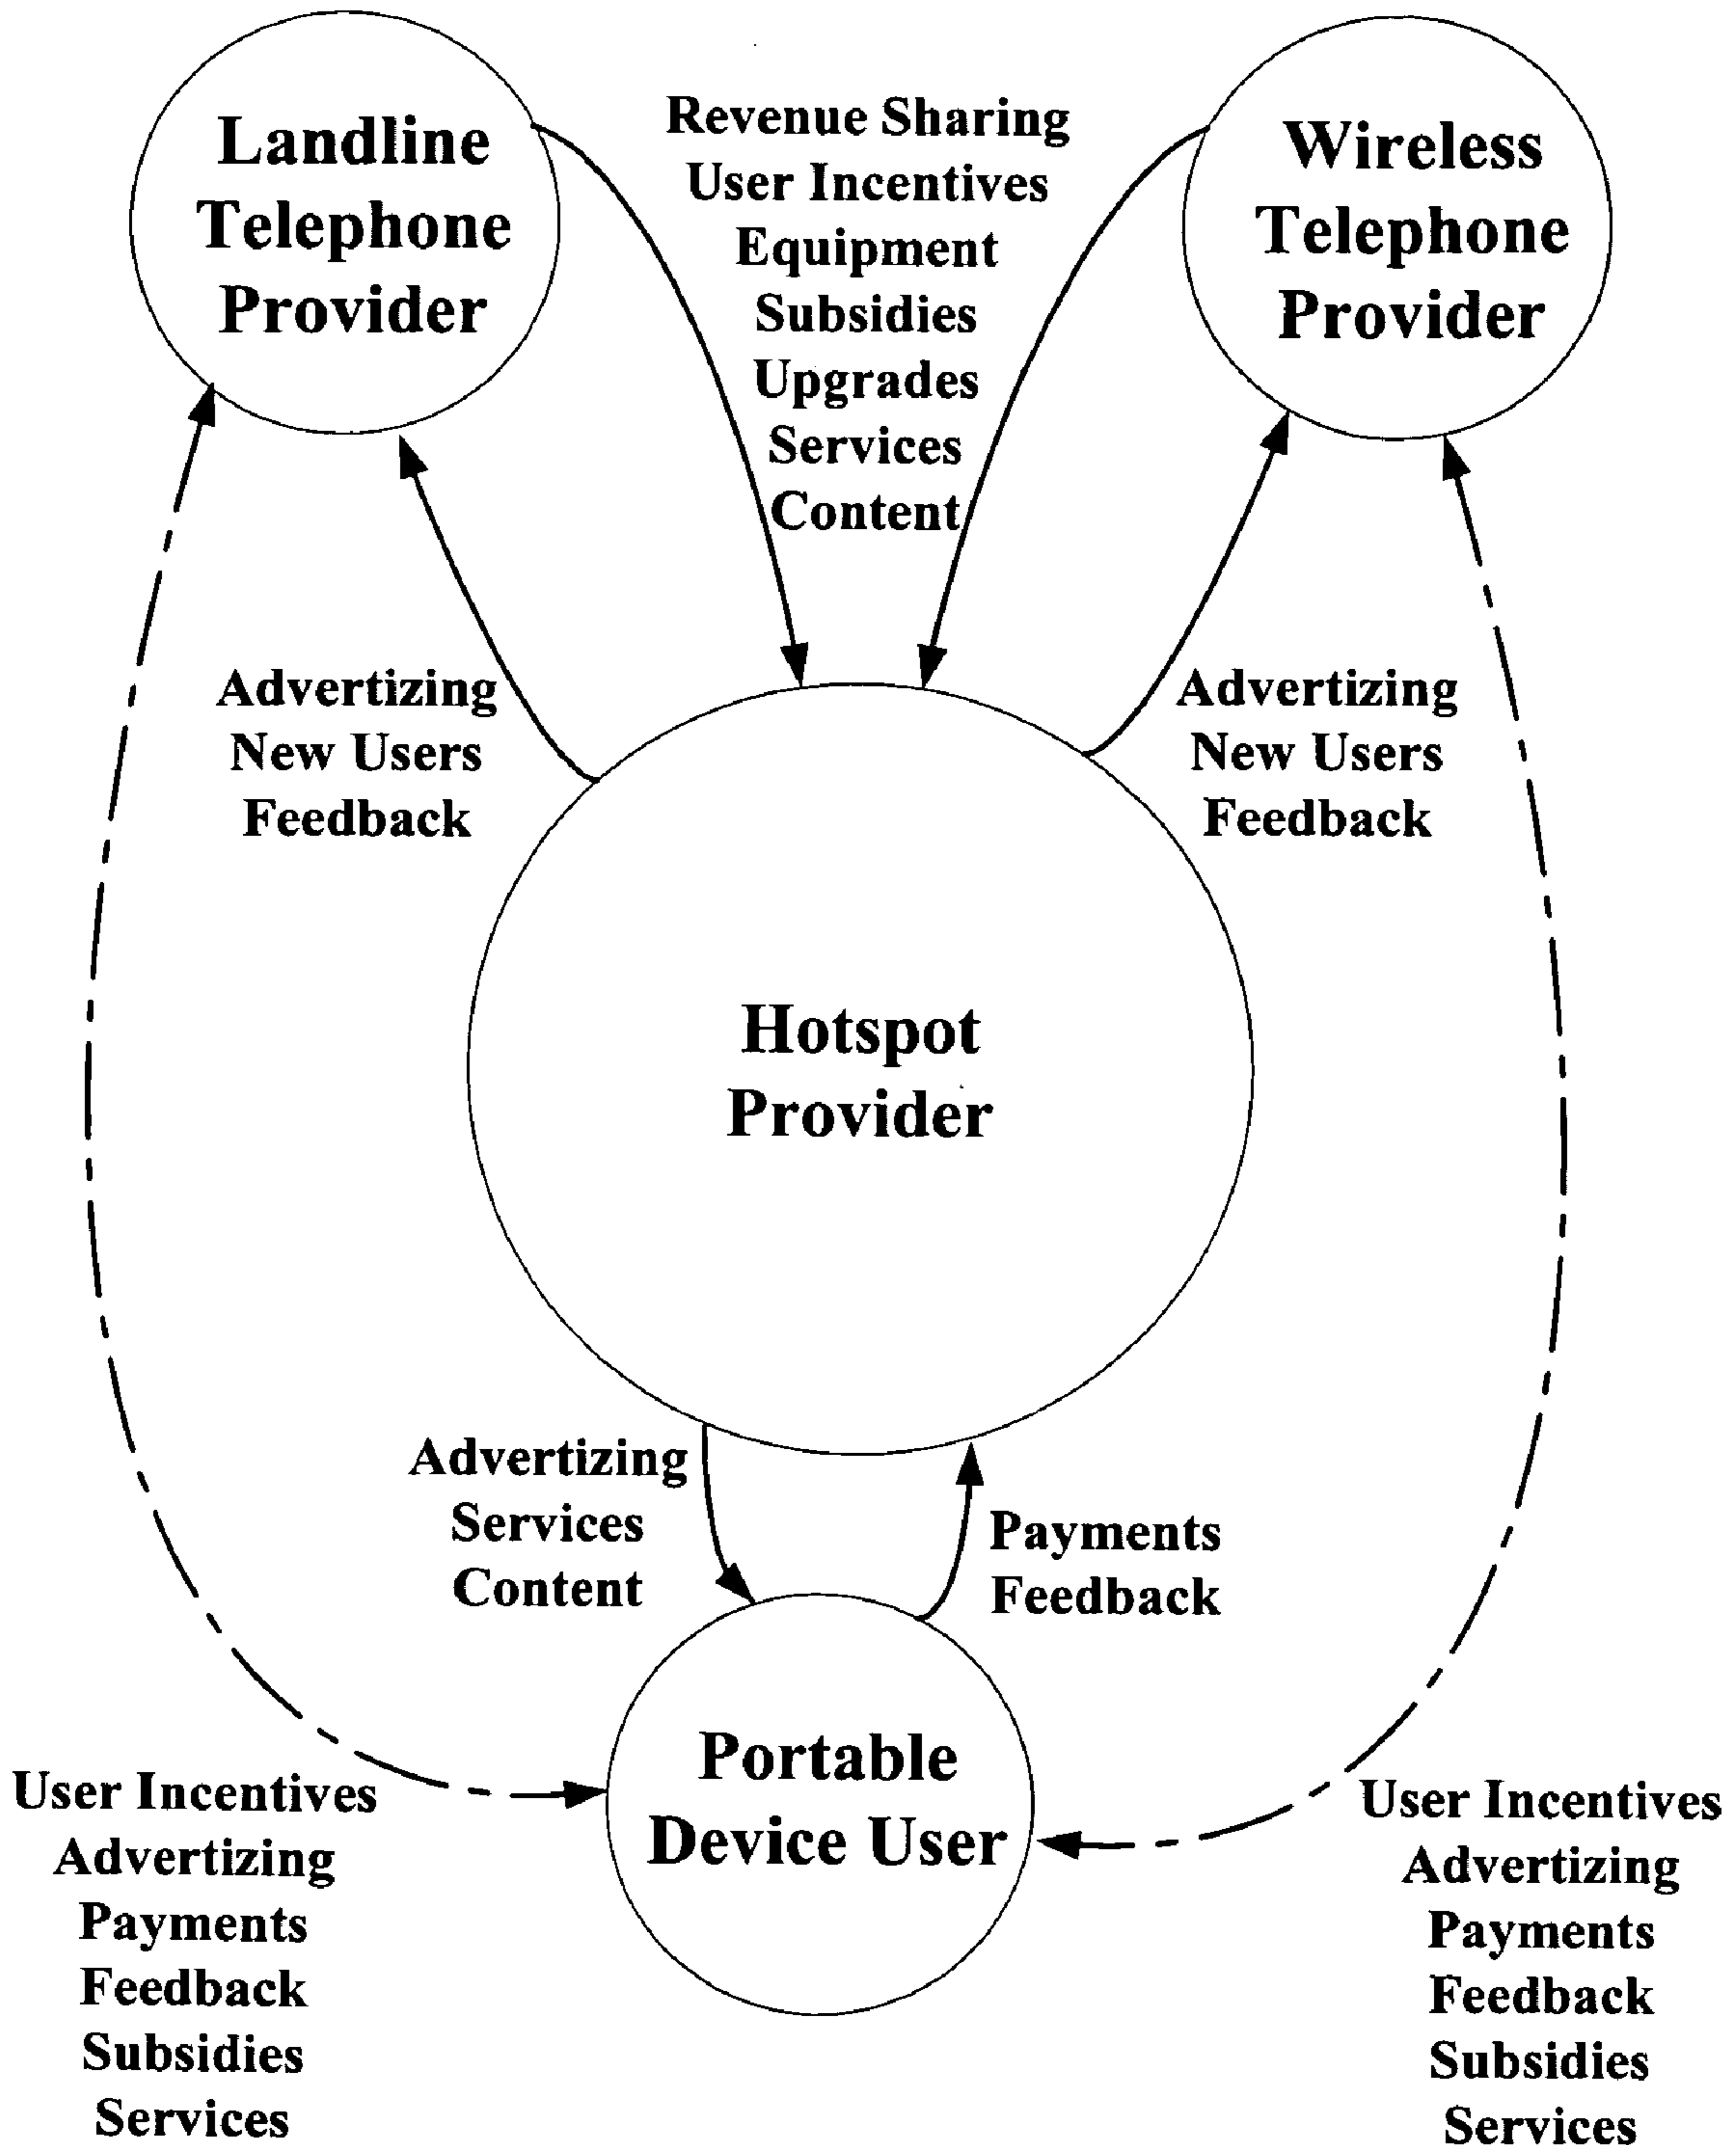 Landline
Telephone
Provider
Revenue Sharing
User Incentives
Equipment
Subsidies
Upgrades
Services
Content
Wireless
Telephone
Provider
Advertizing
New Users
Feedback
Advertizing
New Users
Feedback
Hotspot
Provider
Advertizing
Services
Content
Payments
Feedback
Portable
Device User
User Incentives
Advertizing
Payments
Feedback
Subsidies
Services
User Incentives
Advertizing
Payments
Feedback
Subsidies
Services